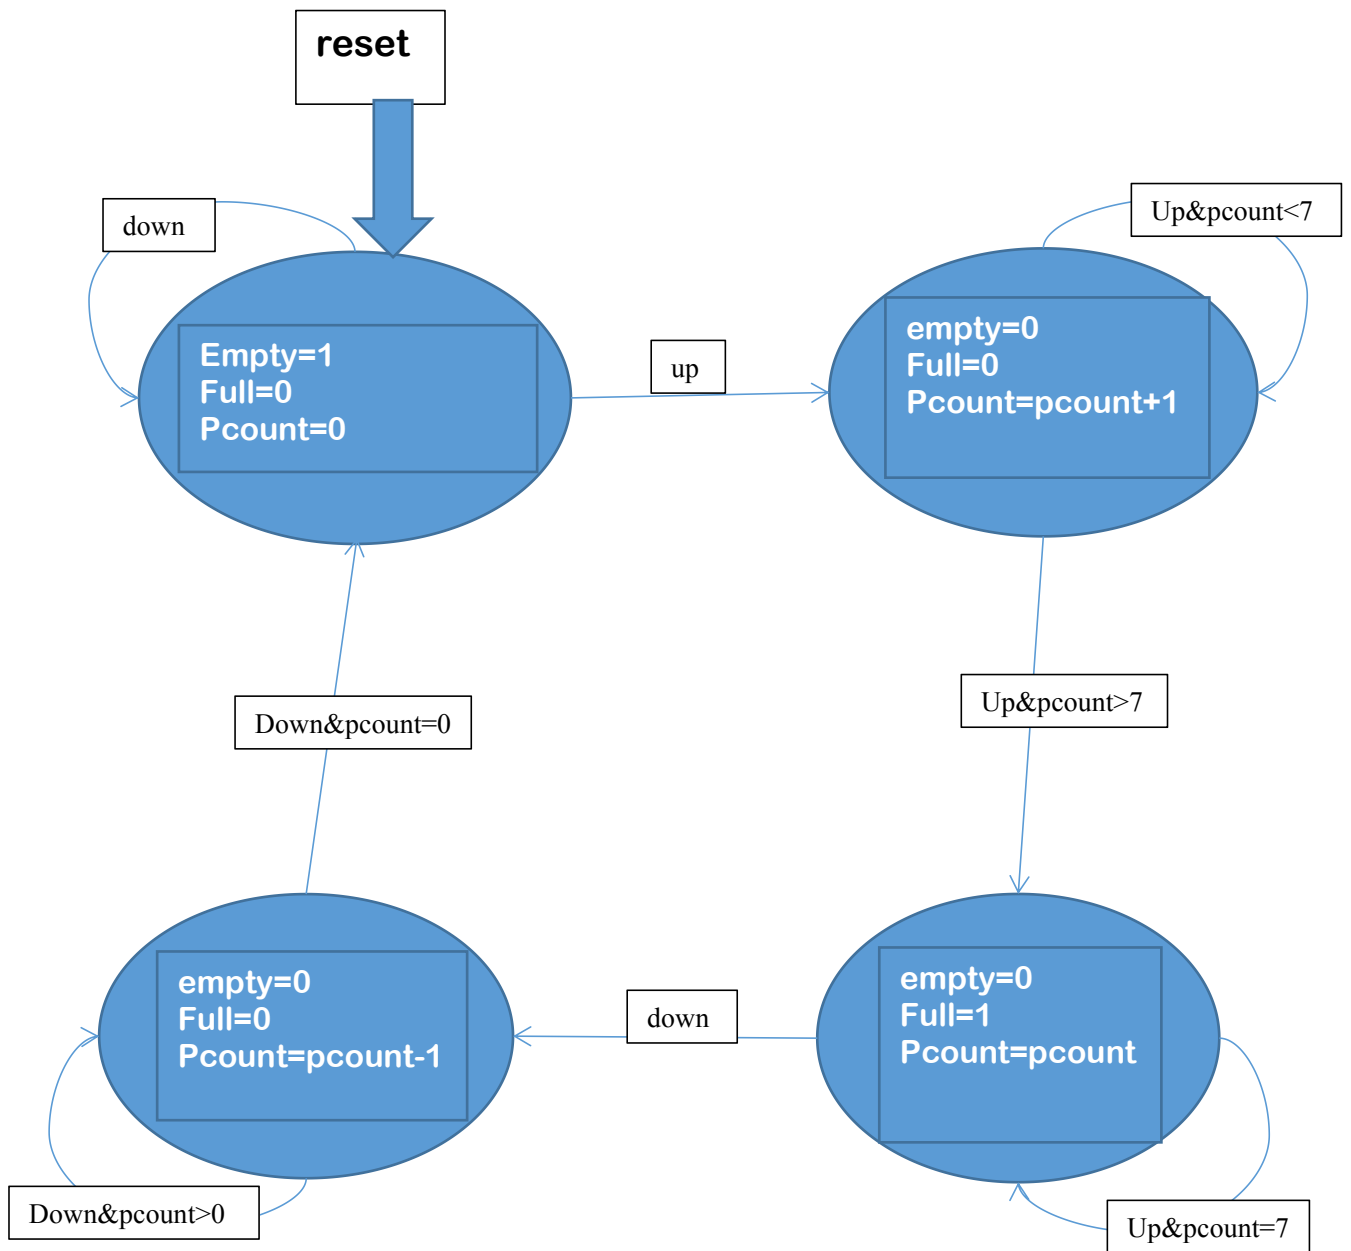 reset
down
Up&pcount<7
Empty=1
Full=0
Pcount=0
up
empty=0
Full=0
Pcount=pcount+1
Down&pcount=0
Up&pcount>7
empty=0
Full=0
Pcount=pcount-1
down
empty=0
Full=1
Pcount=pcount
Down&pcount>0
Up&pcount=7